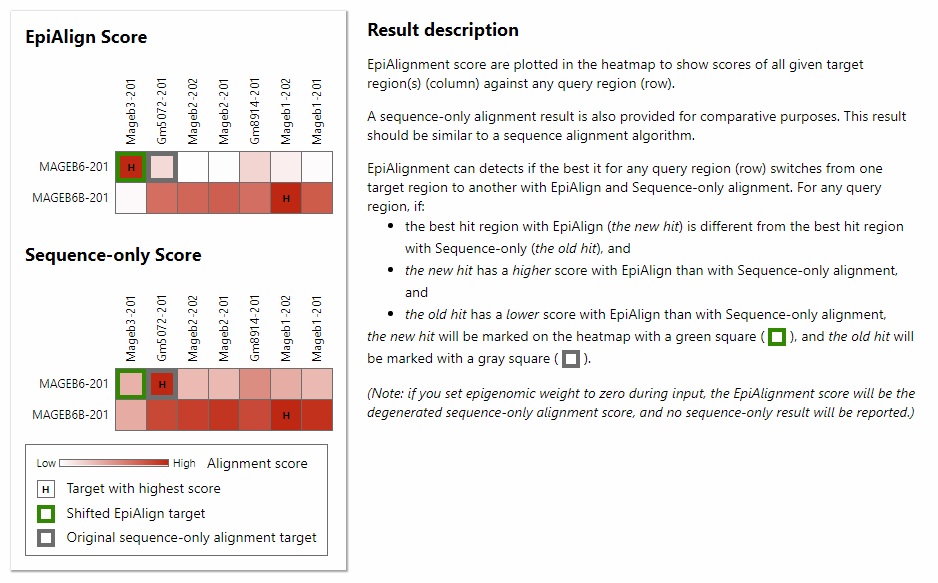 EpiAlign Score
Mageb3-201
Gm5072-201
Mageb2-202
Mageb2-201
Gm8914-201
Mageb1-202
Mageb1-201
MAGEB6-201
H
MAGEB6B-201
H
Sequence-only Score
Mageb3-201
Gm5072-201
Mageb2-202
Mageb2-201
Gm8914-201
Mageb1-202
Mageb1-201
MAGEB6-201
H
MAGEB6B-201
H
Low High Alignment score
H Target with highest score
Shifted EpiAlign target
Original sequence-only alignment target
Result description
EpiAlignment score are plotted in the heatmap to show scores of all given target
region(s) (column) against any query region (row).
A sequence-only alignment result is also provided for comparative purposes. This result
should be similar to a sequence alignment algorithm.
EpiAlignment can detects if the best it for any query region (row) switches from one
target region to another with EpiAlign and Sequence-only alignment. For any query
region, if:
• the best hit region with EpiAlign (the new hit) is different from the best hit region
with Sequence-only (the old hit), and
• the new hit has a higher score with EpiAlign than with Sequence-only alignment,
and
• the old hit has a lower score with EpiAlign than with Sequence-only alignment,
the new hit will be marked on the heatmap with a green square ( ), and the old hit will
be marked with a gray square ( ).
(Note: if you set epigenomic weight to zero during input, the EpiAlignment score will be the
degenerated sequence-only alignment score, and no sequence-only result will be reported.)